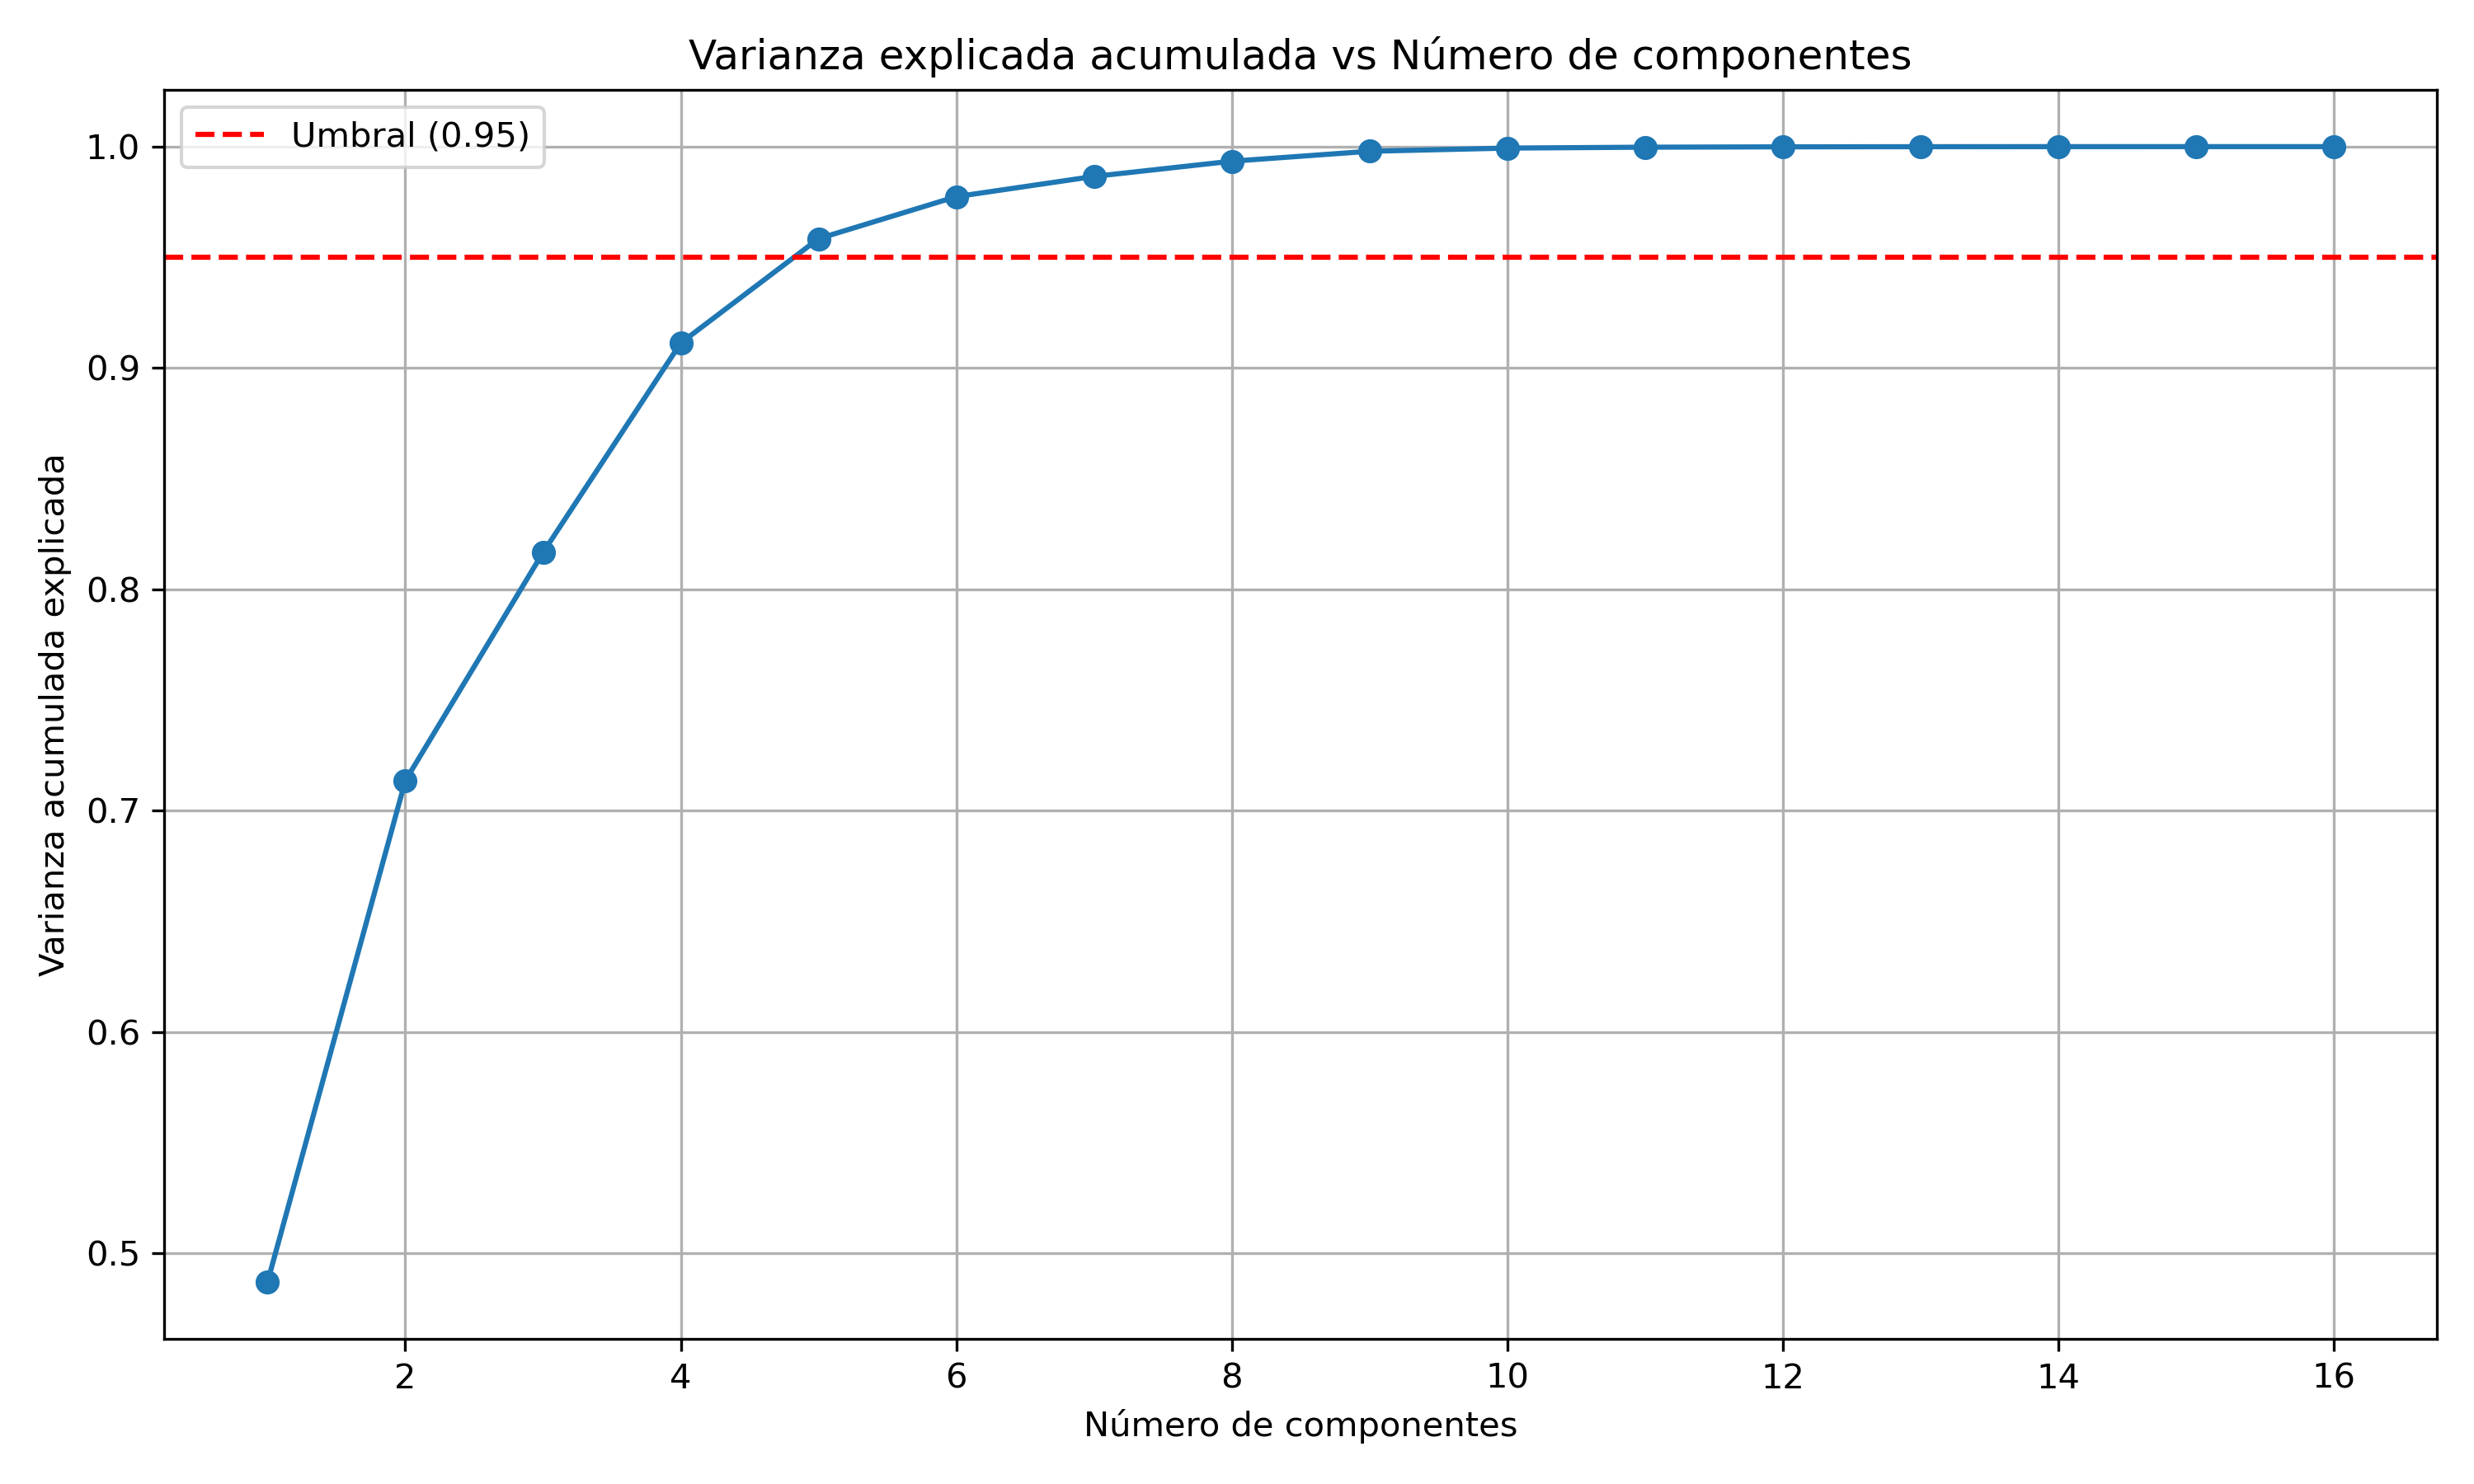 Varianza explicada acumulada vs Número de componentes
Umbral (0.95)
1.0
0.9
0.8
0.7
0.6
0.5
Varianza acumulada explicada
2 4 6 8 10 12 14 16
Número de componentes